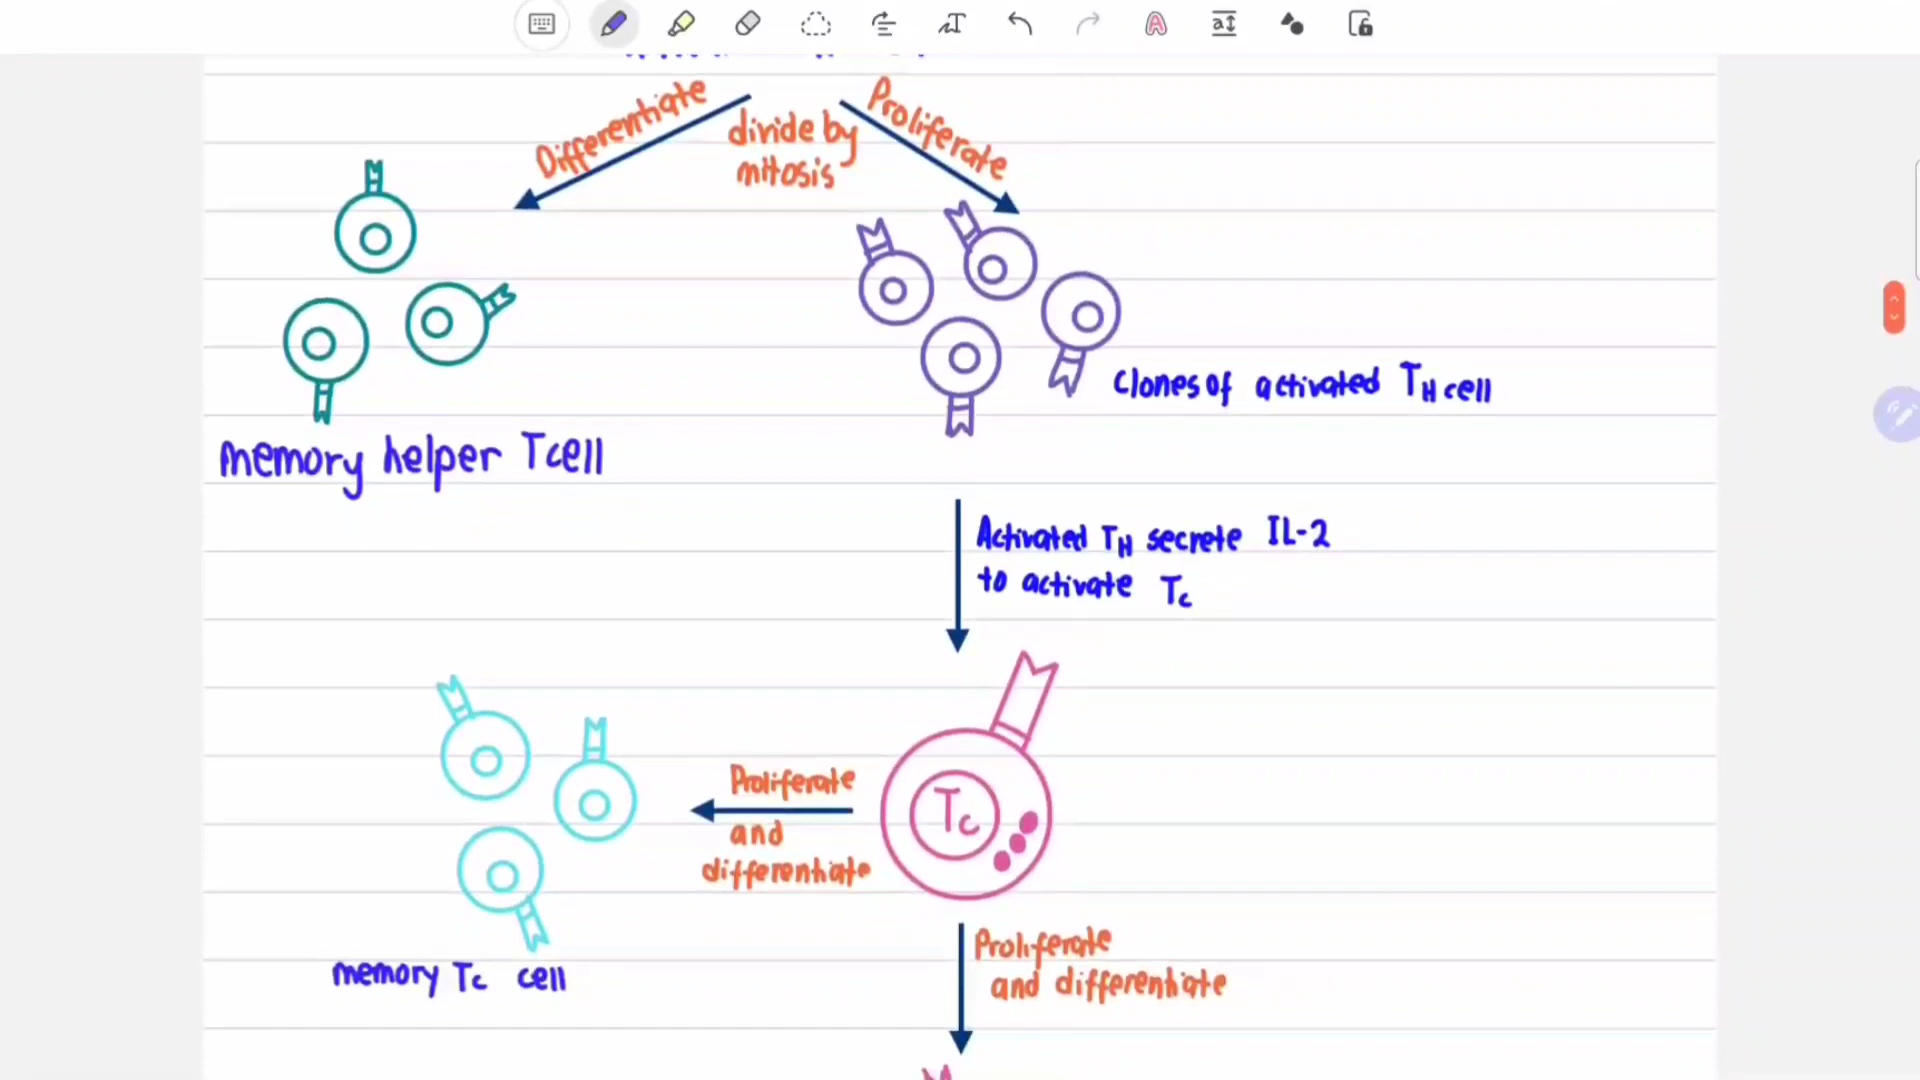 Differentiate
divide by
mitosis
Proliferate
clones of activated TH cell
memory helper Tcell
Activated TH secrete IL-2
to activate Tc
Tc
Proliferate
and
differentiate
memory Tc cell
Proliferate
and differentiate